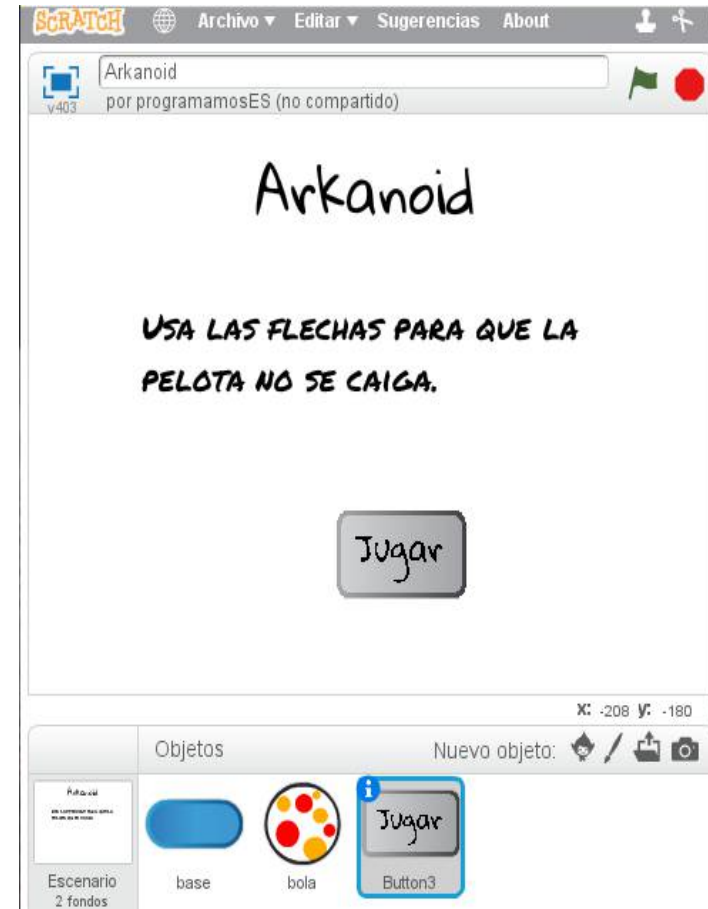 SCRATCH Archivo▼ Editar▼ Sugerencias About
Arkanoid
v403
por programamosES (no compartido)
Arkanoid
USA LAS FLECHAS PARA QUE LA
PELOTA NO SE CAIGA.
Jugar
X: -208 Y: -180
Objetos
Nuevo objeto:
Arkanoid
Jugar
Escenario
2 fondos
base
bola
Button3